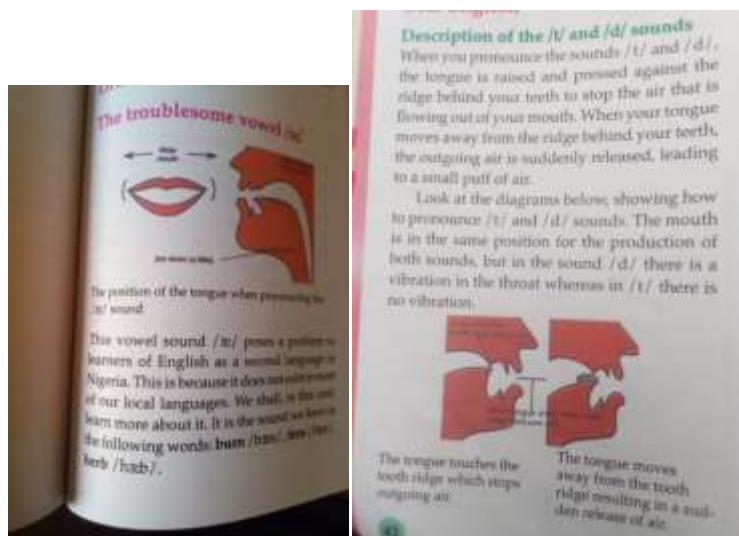 The troublesome vowel /ɜ:/
The position of the tongue when pronouncing the
/ɜ:/ sound
This vowel sound /ɜ:/ poses a problem to
learners of English as a second language in
Nigeria. This is because it does not exist in
of our local languages. We shall, in this
learn more about it. It is the sound we have in
the following words: burn /bɜ:n/, fern /fɜ:n/,
herb /hɜ:b/.
Description of the /t/ and /d/ sounds
When you pronounce the sounds /t/ and /d/,
the tongue is raised and pressed against the
ridge behind your teeth to stop the air that is
flowing out of your mouth. When your tongue
moves away from the ridge behind your teeth,
the outgoing air is suddenly released, leading
to a small puff of air.
Look at the diagrams below, showing how
to pronounce /t/ and /d/ sounds. The mouth
is in the same position for the production of
both sounds, but in the sound /d/ there is a
vibration in the throat whereas in /t/ there is
no vibration.
The tongue touches the
tooth ridge which stops
outgoing air.
The tongue moves
away from the tooth
ridge resulting in a sud-
den release of air.